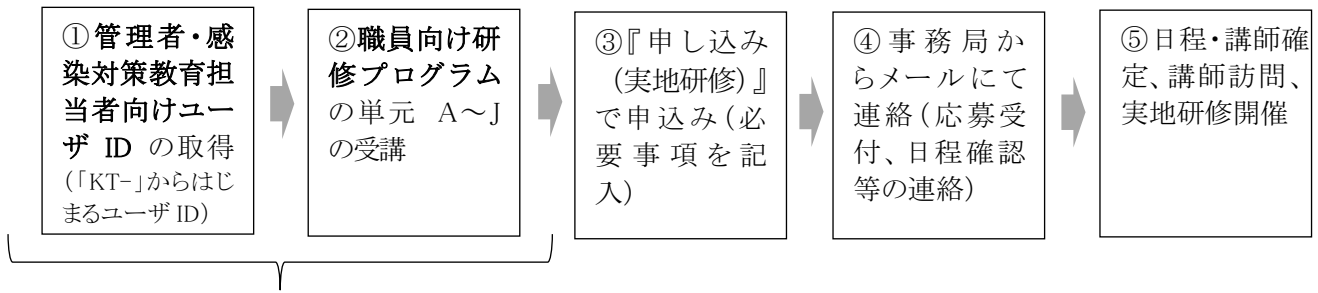 ①管理者・感
染対策教育担
当者向けユー
ザ ID の取得
(「KT-」からはじ
まるユーザ ID)
②職員向け研
修プログラム
の単元 A～J
の受講
③『申し込み
(実地研修)』
で申込み(必
要事項を記
入)
④事務局か
らメールにて
連絡(応募受
付、日程確認
等の連絡)
⑤日程・講師確
定、講師訪問、
実地研修開催